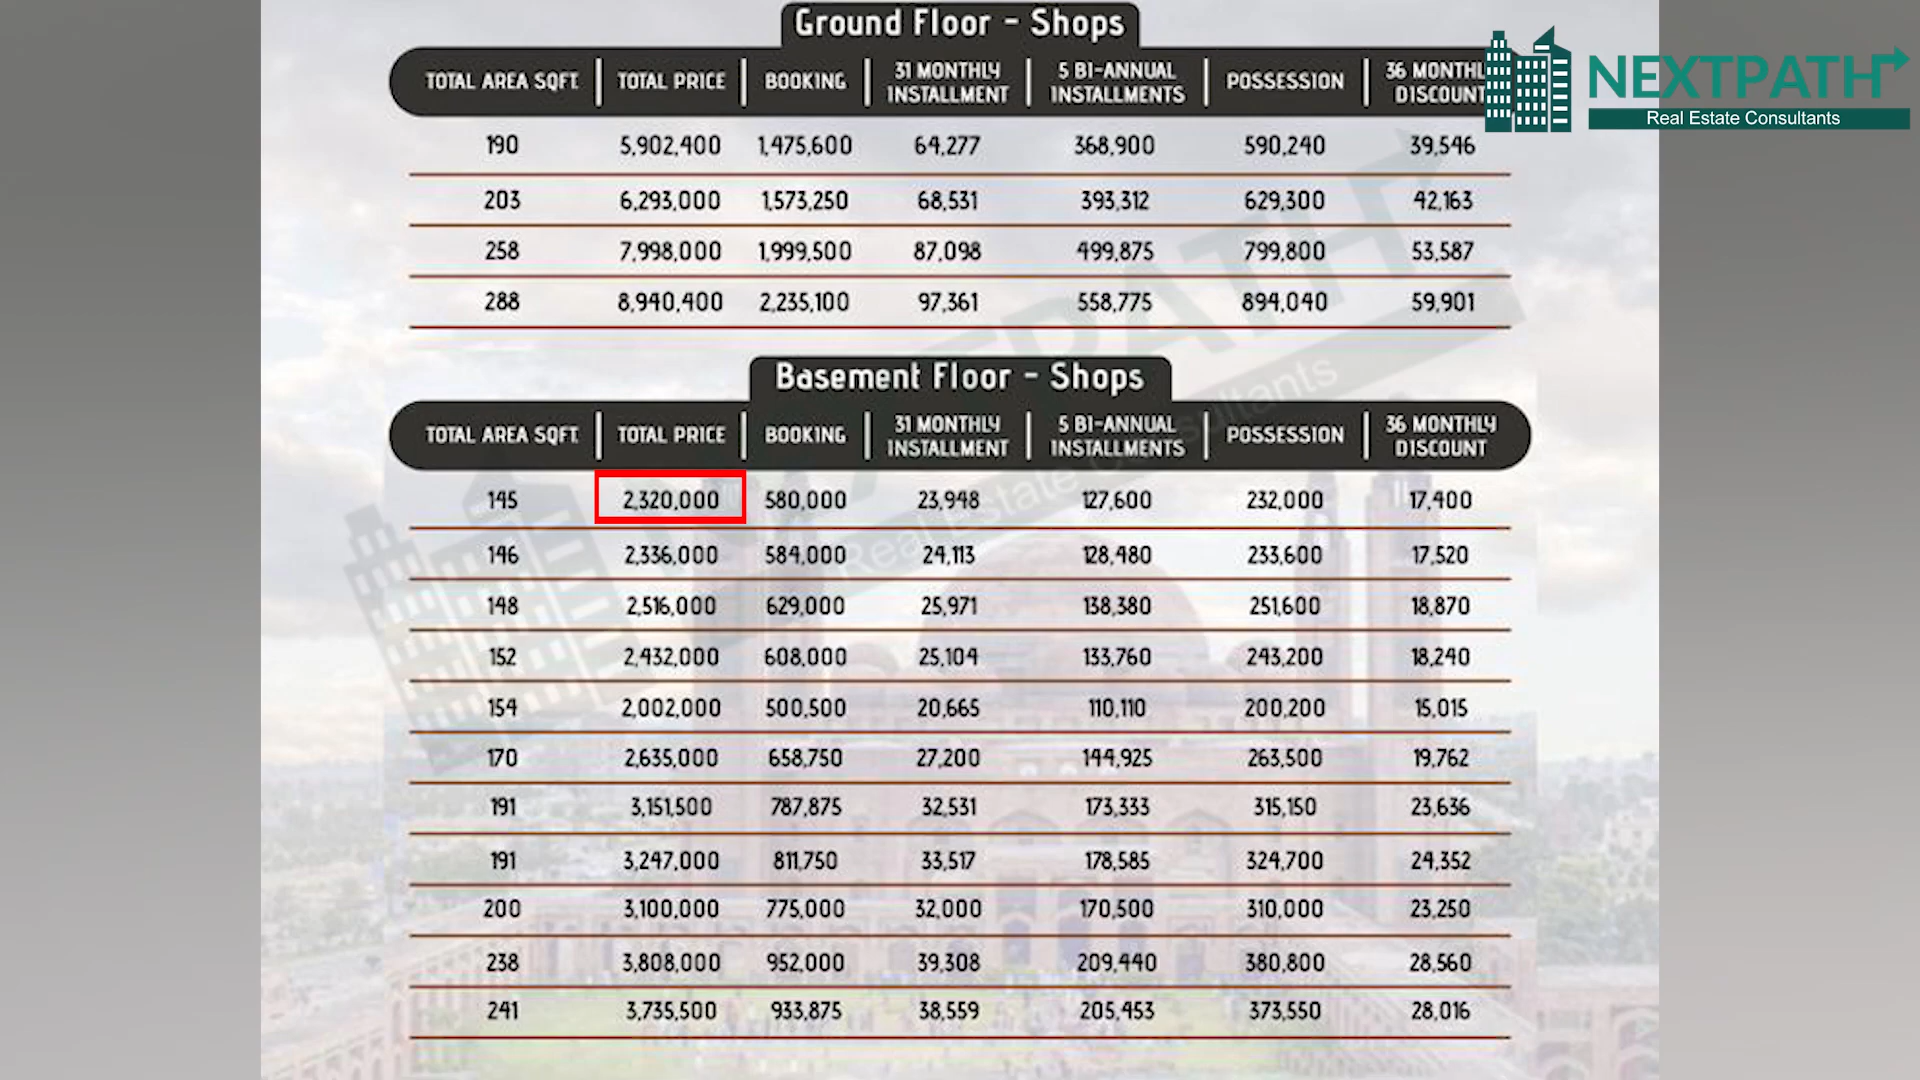 Ground Floor - Shops
TOTAL AREA SQFT TOTAL PRICE BOOKING 31 MONTHLY INSTALLMENT 5 BI-ANNUAL INSTALLMENTS POSSESSION 36 MONTHL DISCOUNT
190 5,902,400 1,475,600 64,277 368,900 590,240 39,546
203 6,293,000 1,573,250 68,531 393,312 629,300 42,163
258 7,998,000 1,999,500 87,098 499,875 799,800 53,587
288 8,940,400 2,235,100 97,361 558,775 894,040 59,901
Basement Floor - Shops
TOTAL AREA SQFT TOTAL PRICE BOOKING 31 MONTHLY INSTALLMENT 5 BI-ANNUAL INSTALLMENTS POSSESSION 36 MONTHLY DISCOUNT
145 2,320,000 580,000 23,948 127,600 232,000 17,400
146 2,336,000 584,000 24,113 128,480 233,600 17,520
148 2,516,000 629,000 25,971 138,380 251,600 18,870
152 2,432,000 608,000 25,104 133,760 243,200 18,240
154 2,002,000 500,500 20,665 110,110 200,200 15,015
170 2,635,000 658,750 27,200 144,925 263,500 19,762
191 3,151,500 787,875 32,531 173,333 315,150 23,636
191 3,247,000 811,750 33,517 178,585 324,700 24,352
200 3,100,000 775,000 32,000 170,500 310,000 23,250
238 3,808,000 952,000 39,308 209,440 380,800 28,560
241 3,735,500 933,875 38,559 205,453 373,550 28,016
NEXTPATH
Real Estate Consultants
NEXTPATH
Real Estate Consultants